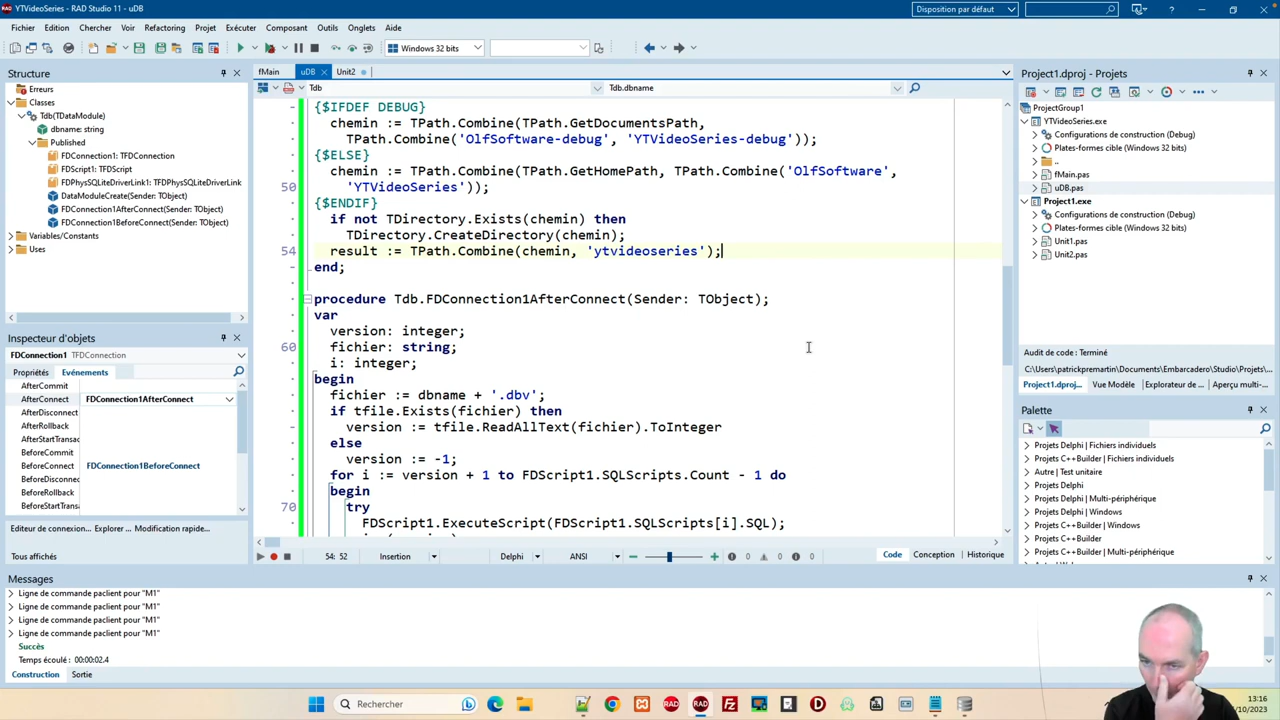 YTVideoSeries - RAD Studio 11 - uDB
Disposition par défaut
Fichier Edition Chercher Voir Refactoring Projet Exécuter Composant Outils Onglets Aide
Windows 32 bits
Structure
Erreurs
Classes
Tdb(TDataModule)
dbname: string
Published
FDConnection1: TFDConnection
FDScript1: TFDScript
FDPhysSQLiteDriverLink1: TFDPhysSQLiteDriverLink
DataModuleCreate(Sender: TObject)
FDConnection1AfterConnect(Sender: TObject)
FDConnection1BeforeConnect(Sender: TObject)
Variables/Constants
Uses
Inspecteur d'objets
FDConnection1 TFDConnection
Propriétés Evénements
AfterCommit
AfterConnect FDConnection1AfterConnect
AfterDisconnect
AfterRollback
AfterStartTransac
BeforeCommit
BeforeConnect FDConnection1BeforeConnect
BeforeDisconnec
BeforeRollback
BeforeStartTrans
Editeur de connexion... Explorer ... Modification rapide...
Tous affichés
fMain uDB Unit2
Tdb Tdb.dbname
{$IFDEF DEBUG}
chemin := TPath.Combine(TPath.GetDocumentsPath,
TPath.Combine('OlfSoftware-debug', 'YTVideoSeries-debug'));
{$ELSE}
chemin := TPath.Combine(TPath.GetHomePath, TPath.Combine('OlfSoftware',
50 'YTVideoSeries'));
{$ENDIF}
if not TDirectory.Exists(chemin) then
TDirectory.CreateDirectory(chemin);
54 result := TPath.Combine(chemin, 'ytvideoseries');
end;
procedure Tdb.FDConnection1AfterConnect(Sender: TObject);
var
version: integer;
60 fichier: string;
i: integer;
begin
fichier := dbname + '.dbv';
if tfile.Exists(fichier) then
version := tfile.ReadAllText(fichier).ToInteger
else
version := -1;
for i := version + 1 to FDScript1.SQLScripts.Count - 1 do
begin
70 try
FDScript1.ExecuteScript(FDScript1.SQLScripts[i].SQL);
54: 52 Insertion Delphi ANSI 0 0 0 Code Conception Historique
Project1.dproj - Projets
ProjectGroup1
YTVideoSeries.exe
Configurations de construction (Debug)
Plates-formes cible (Windows 32 bits)
..
fMain.pas
uDB.pas
Project1.exe
Configurations de construction (Debug)
Plates-formes cible (Windows 32 bits)
Unit1.pas
Unit2.pas
Audit de code : Terminé
C:\Users\patrickpremartin\Documents\Embarcadero\Studio\Projets\...
Project1.dproj... Vue Modèle Explorateur de ... Aperçu multi-...
Palette
Projets Delphi | Fichiers individuels
Projets C++Builder | Fichiers individuels
Autre | Test unitaire
Projets Delphi
Projets Delphi | Multi-périphérique
Projets Delphi | Windows
Projets C++Builder | Windows
Projets C++Builder
Projets C++Builder | Multi-périphérique
Messages
Ligne de commande paclient pour "M1"
Ligne de commande paclient pour "M1"
Ligne de commande paclient pour "M1"
Ligne de commande paclient pour "M1"
Succès
Temps écoulé : 00:00:02.4
Construction Sortie
Rechercher
13:16
/10/2023